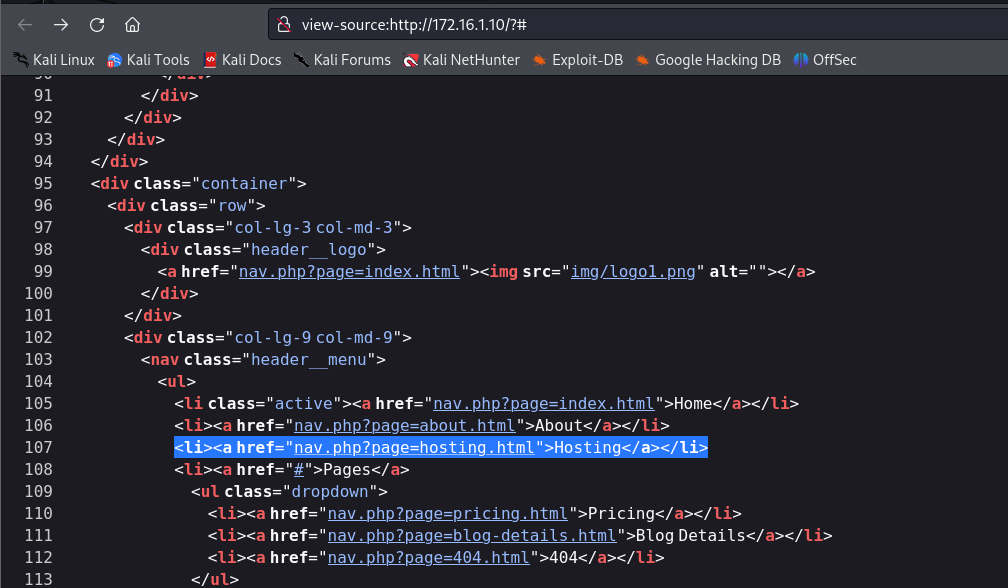 view-source:http://172.16.1.10/?#
Kali Linux Kali Tools Kali Docs Kali Forums Kali NetHunter Exploit-DB Google Hacking DB OffSec
90 </div>
91 </div>
92 </div>
93 </div>
94 </div>
95 <div class="container">
96 <div class="row">
97 <div class="col-lg-3 col-md-3">
98 <div class="header__logo">
99 <a href="nav.php?page=index.html"><img src="img/logo1.png" alt=""></a>
100 </div>
101 </div>
102 <div class="col-lg-9 col-md-9">
103 <nav class="header__menu">
104 <ul>
105 <li class="active"><a href="nav.php?page=index.html">Home</a></li>
106 <li><a href="nav.php?page=about.html">About</a></li>
107 <li><a href="nav.php?page=hosting.html">Hosting</a></li>
108 <li><a href="#">Pages</a>
109 <ul class="dropdown">
110 <li><a href="nav.php?page=pricing.html">Pricing</a></li>
111 <li><a href="nav.php?page=blog-details.html">Blog Details</a></li>
112 <li><a href="nav.php?page=404.html">404</a></li>
113 </ul>